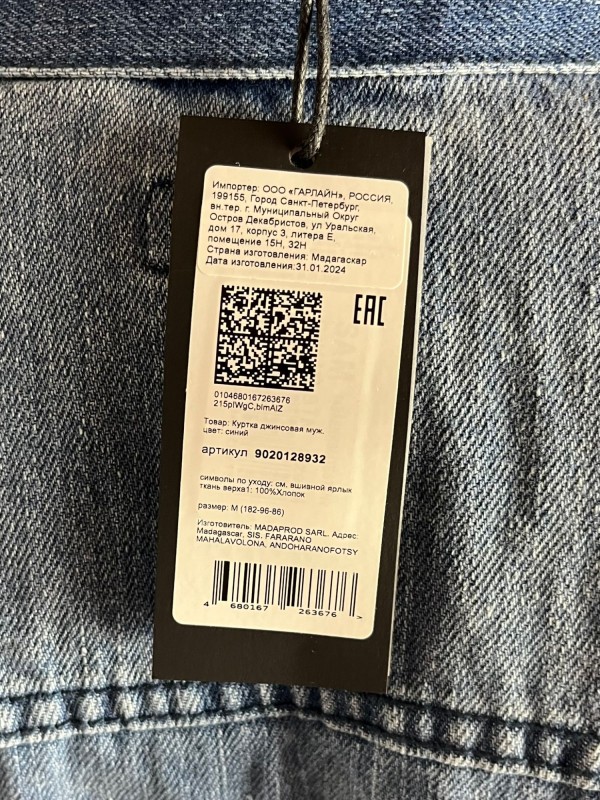 Импортер: ООО «ГАРЛАЙН», РОССИЯ,
199155, Город Санкт-Петербург,
вн.тер. г. Муниципальный Округ
Остров Декабристов, ул Уральская,
дом 17, корпус 3, литера Е,
помещение 15Н, 32Н
Страна изготовления: Мадагаскар
Дата изготовления:31.01.2024
EAC
0104680167263676
215plWgC,bImAIZ
Товар: Куртка джинсовая муж.
цвет: синий
артикул 9020128932
символы по уходу: см. вшивной ярлык
ткань верха1: 100%Хлопок
размер: M (182-96-86)
Изготовитель: MADAPROD SARL. Адрес:
Madagascar, SIS. FARARANO
MAHALAVOLONA, ANDOHARANOFOTSY
4 680167 263676 >